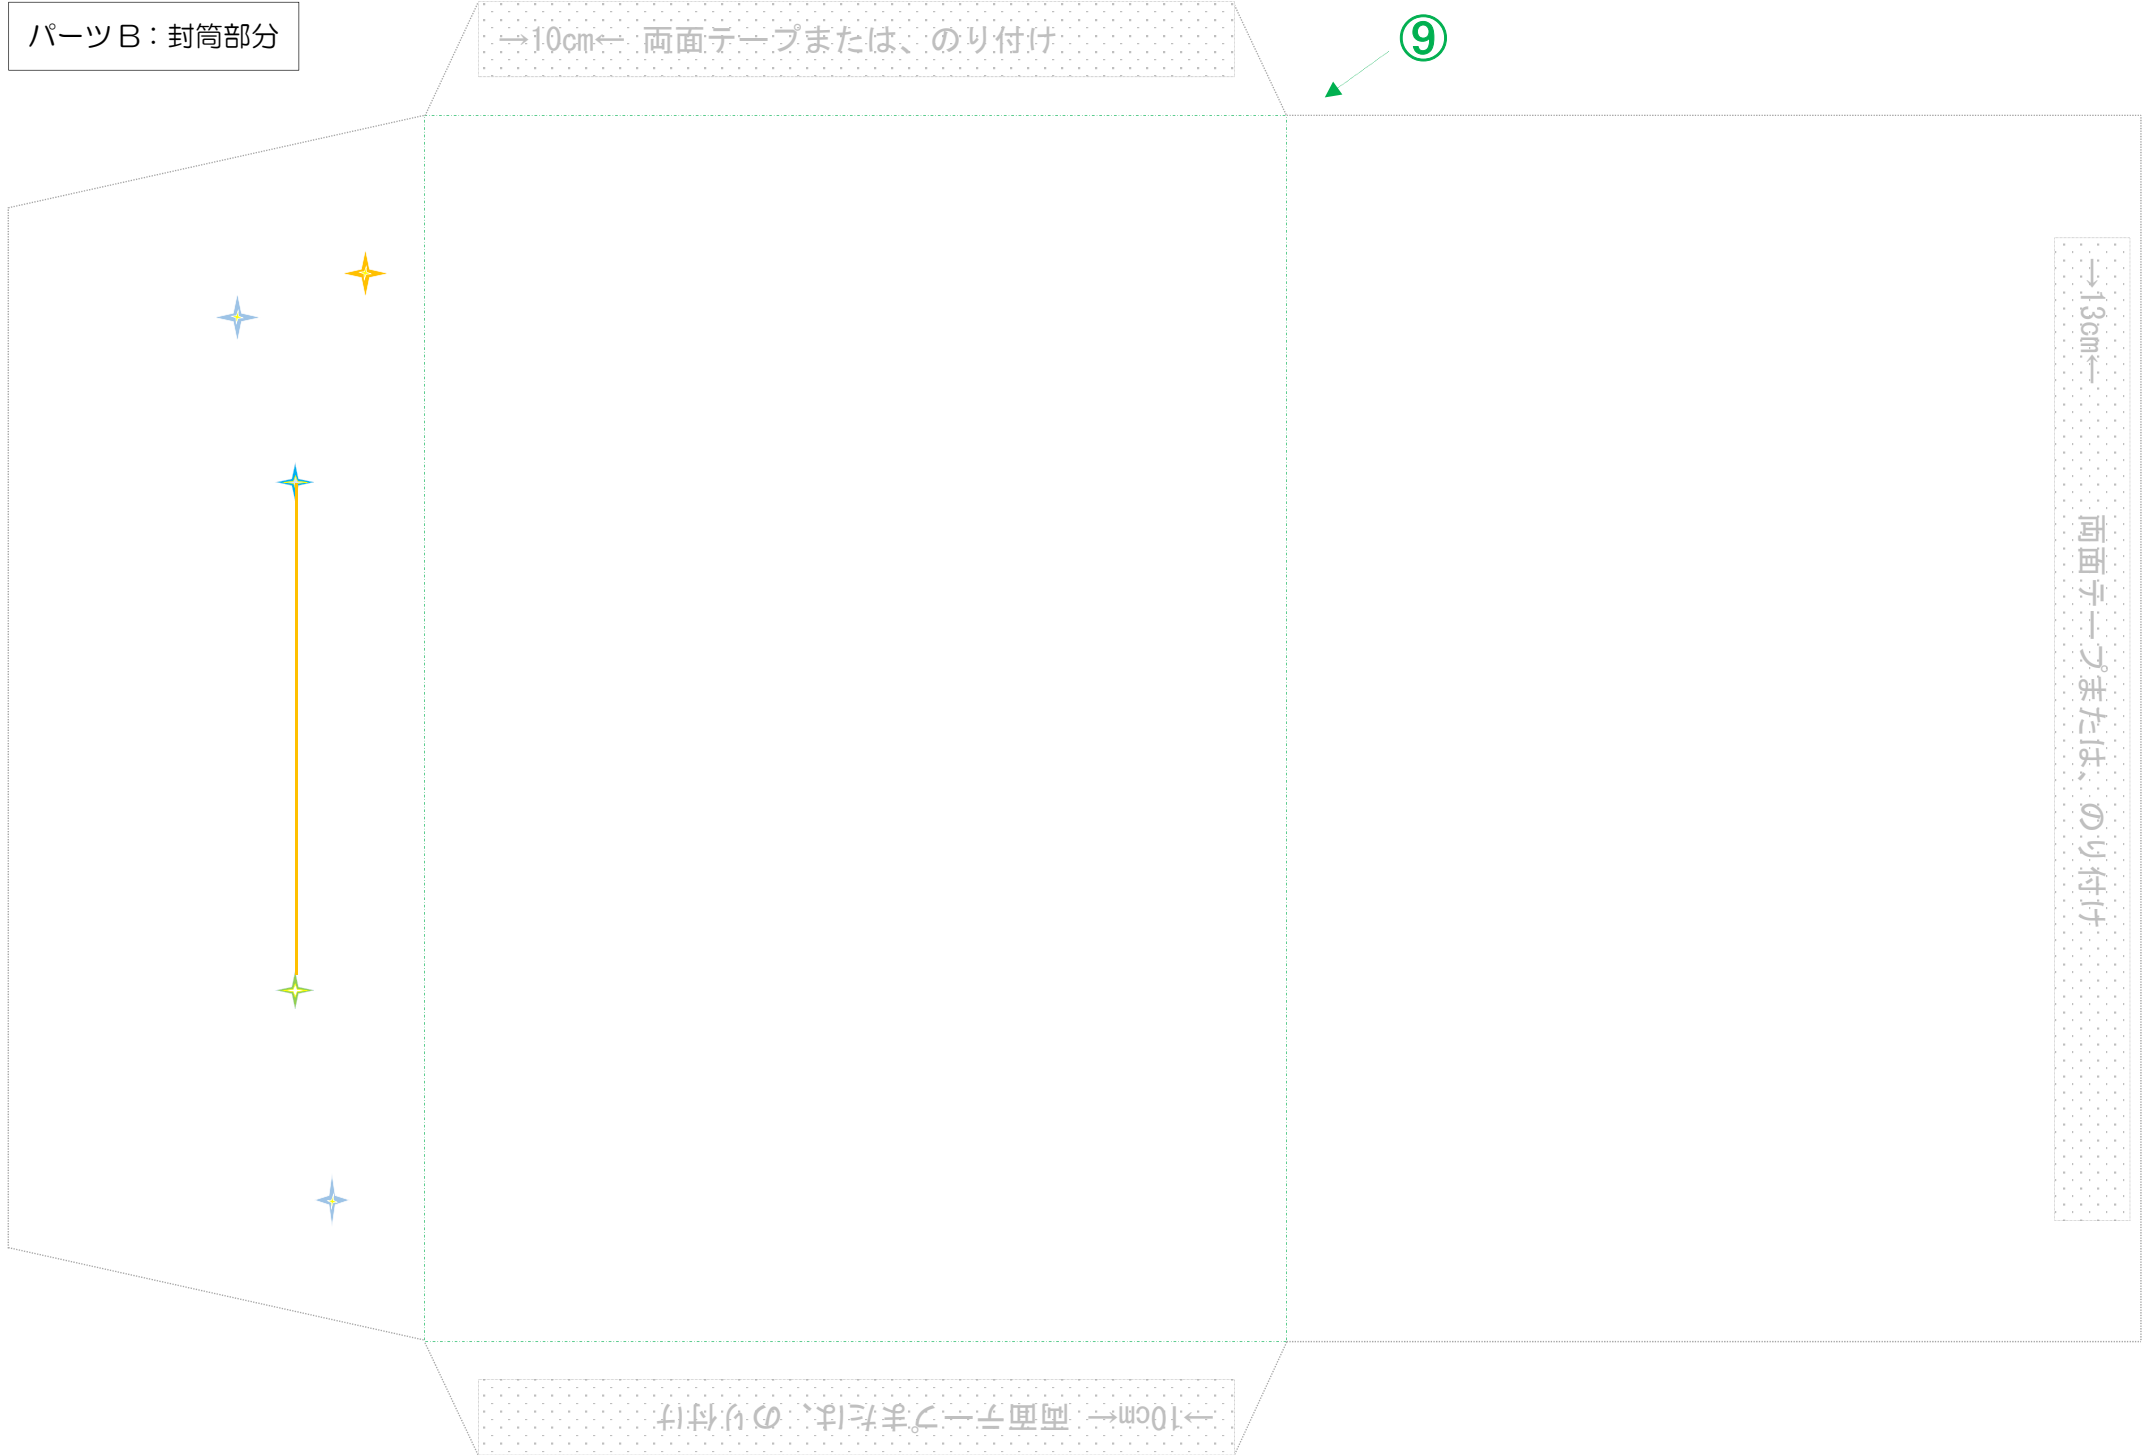 パーツB：封筒部分
→10cm← 両面テープまたは、のり付け
⑨
→13cm← 両面テープまたは、のり付け
→10cm← 両面テープまたは、のり付け